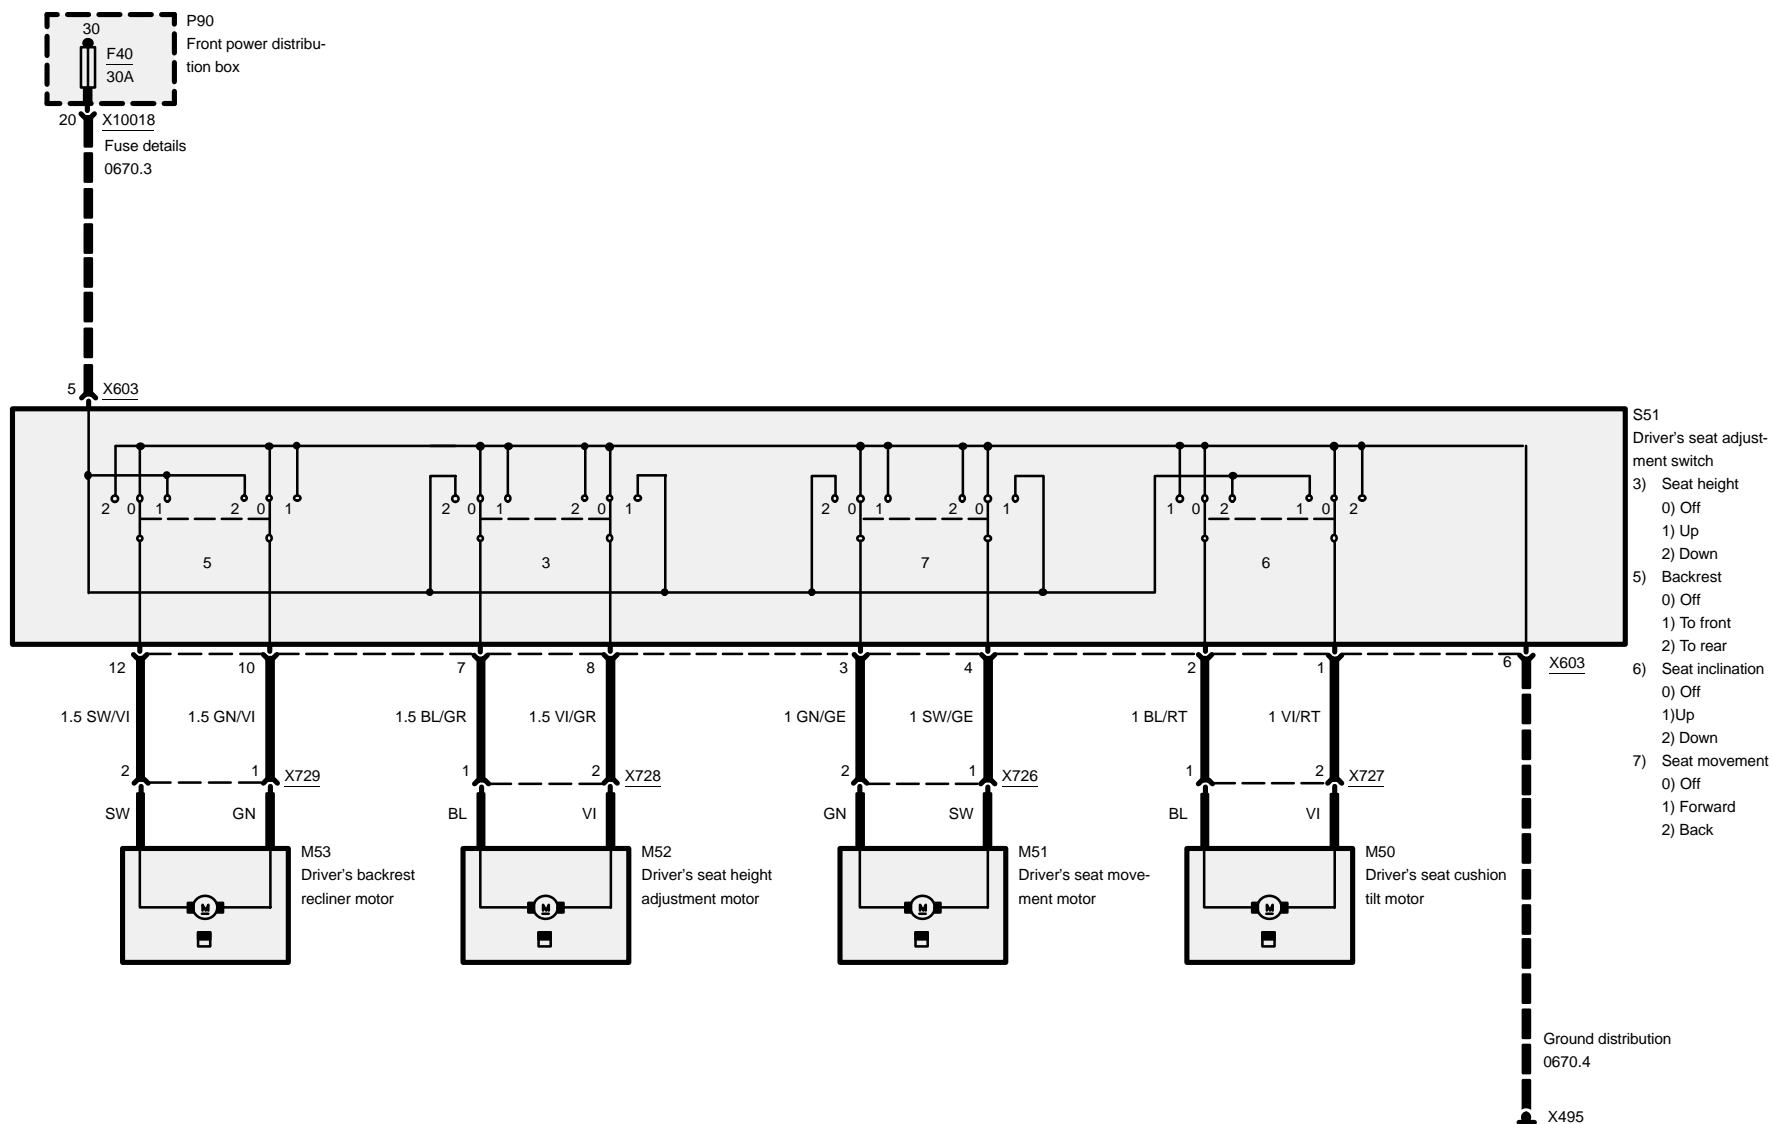 30
F40
30A
P90
Front power distribu-
tion box
20 X10018
Fuse details
0670.3
5 X603
S51
Driver's seat adjust-
ment switch
3) Seat height
0) Off
1) Up
2) Down
5) Backrest
0) Off
1) To front
2) To rear
6) Seat inclination
0) Off
1)Up
2) Down
7) Seat movement
0) Off
1) Forward
2) Back
2 0 1 2 0 1 2 0 1 2 0 1 2 0 1 2 0 1 1 0 2 1 0 2
5 3 7 6
12 10 7 8 3 4 2 1 6 X603
1.5 SW/VI 1.5 GN/VI 1.5 BL/GR 1.5 VI/GR 1 GN/GE 1 SW/GE 1 BL/RT 1 VI/RT
2 1 X729 1 2 X728 2 1 X726 1 2 X727
SW GN BL VI GN SW BL VI
M53
Driver's backrest
recliner motor
M
M52
Driver's seat height
adjustment motor
M
M51
Driver's seat move-
ment motor
M
M50
Driver's seat cushion
tilt motor
M
Ground distribution
0670.4
X495